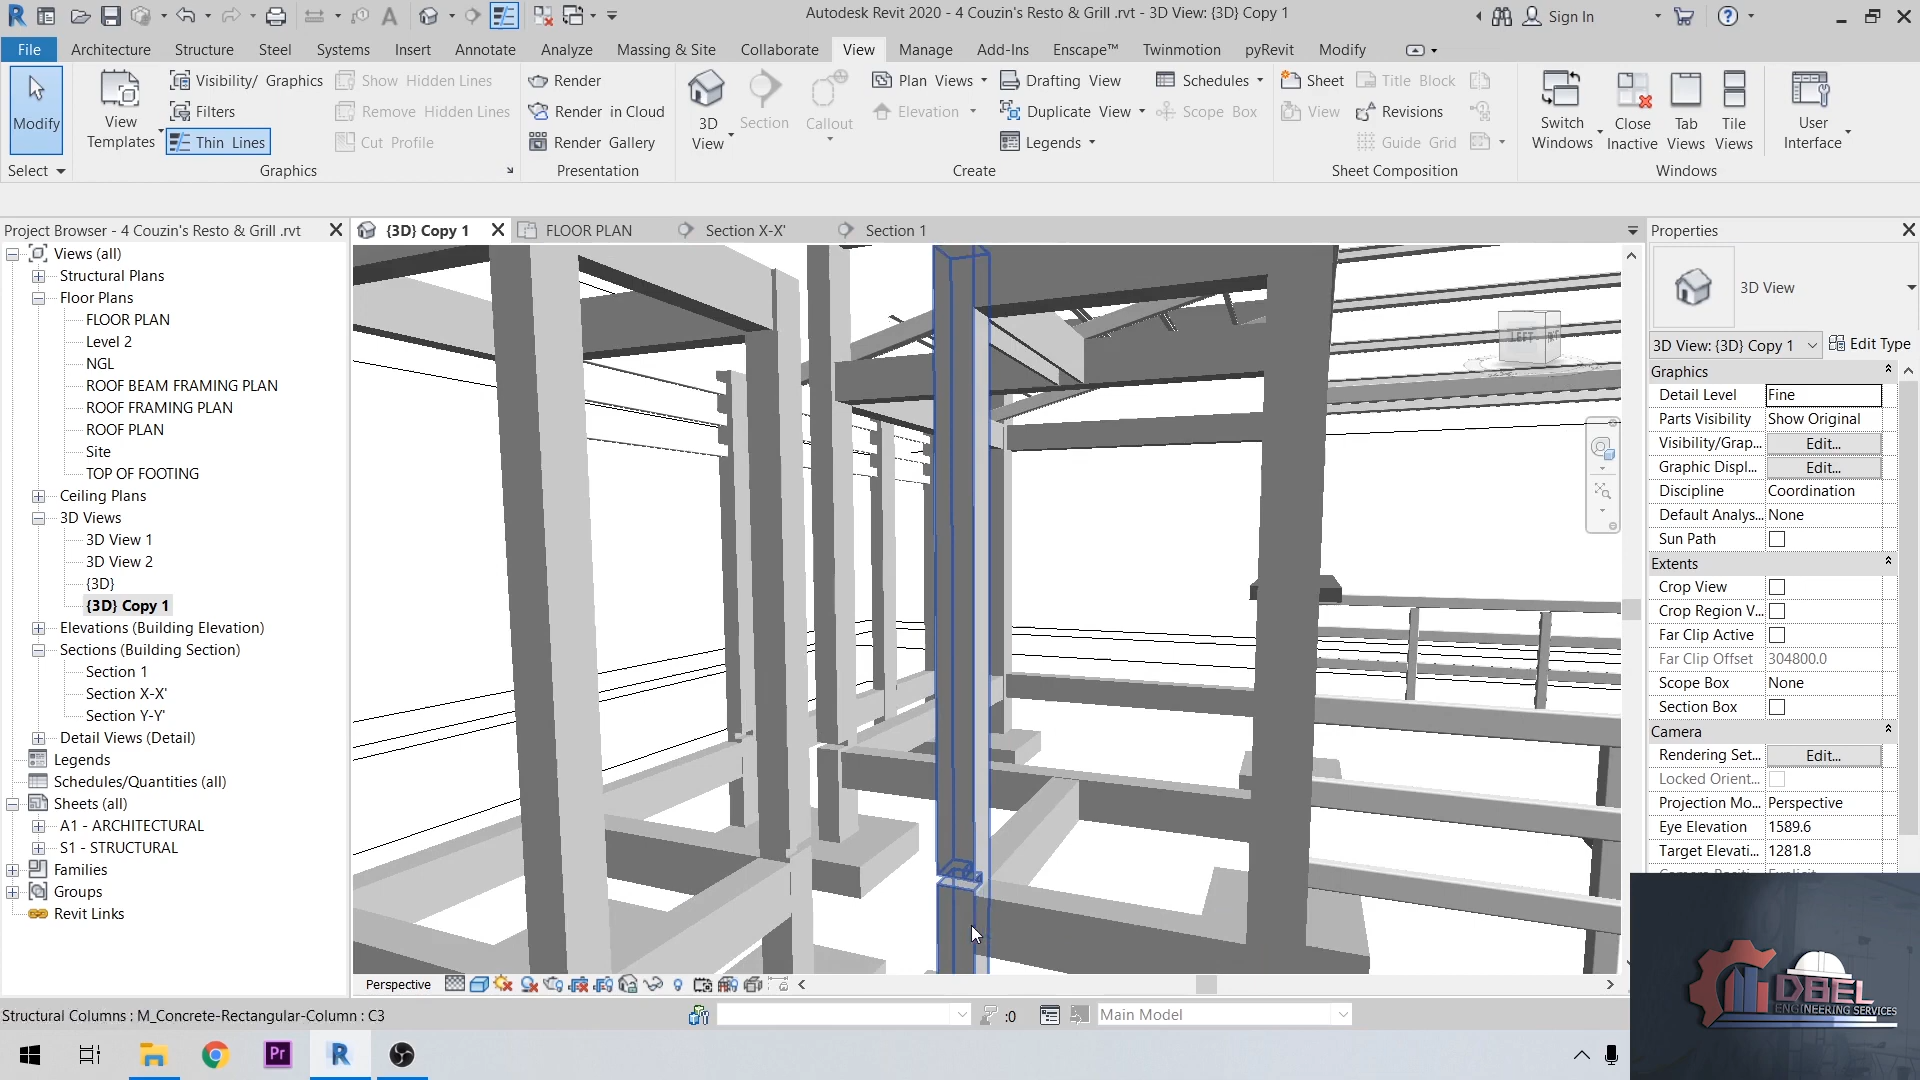 Autodesk Revit 2020 - 4 Couzin's Resto & Grill .rvt - 3D View: {3D} Copy 1
Sign In
File
Architecture
Structure
Steel
Systems
Insert
Annotate
Analyze
Massing & Site
Collaborate
View
Manage
Add-Ins
Enscape™
Twinmotion
pyRevit
Modify
Modify
View
Templates
Visibility/ Graphics
Filters
Thin Lines
Show Hidden Lines
Remove Hidden Lines
Cut Profile
Render
Render in Cloud
Render Gallery
3D
View
Section
Callout
Plan Views
Elevation
Drafting View
Duplicate View
Legends
Schedules
Scope Box
Sheet
View
Title Block
Revisions
Guide Grid
Switch
Windows
Close
Inactive
Tab
Views
Tile
Views
User
Interface
Select
Graphics
Presentation
Create
Sheet Composition
Windows
Project Browser - 4 Couzin's Resto & Grill .rvt
Views (all)
Structural Plans
Floor Plans
FLOOR PLAN
Level 2
NGL
ROOF BEAM FRAMING PLAN
ROOF FRAMING PLAN
ROOF PLAN
Site
TOP OF FOOTING
Ceiling Plans
3D Views
3D View 1
3D View 2
{3D}
{3D} Copy 1
Elevations (Building Elevation)
Sections (Building Section)
Section 1
Section X-X'
Section Y-Y'
Detail Views (Detail)
Legends
Schedules/Quantities (all)
Sheets (all)
A1 - ARCHITECTURAL
S1 - STRUCTURAL
Families
Groups
Revit Links
{3D} Copy 1
FLOOR PLAN
Section X-X'
Section 1
LEFT
Perspective
Properties
3D View
3D View: {3D} Copy 1
Edit Type
Graphics
Detail Level Fine
Parts Visibility Show Original
Visibility/Grap... Edit...
Graphic Displ... Edit...
Discipline Coordination
Default Analys... None
Sun Path
Extents
Crop View
Crop Region V...
Far Clip Active
Far Clip Offset 304800.0
Scope Box None
Section Box
Camera
Rendering Set... Edit...
Locked Orient...
Projection Mo... Perspective
Eye Elevation 1589.6
Target Elevati... 1281.8
Structural Columns : M_Concrete-Rectangular-Column : C3
:0
Main Model
Pr
R
DBEL
ENGINEERING SERVICES